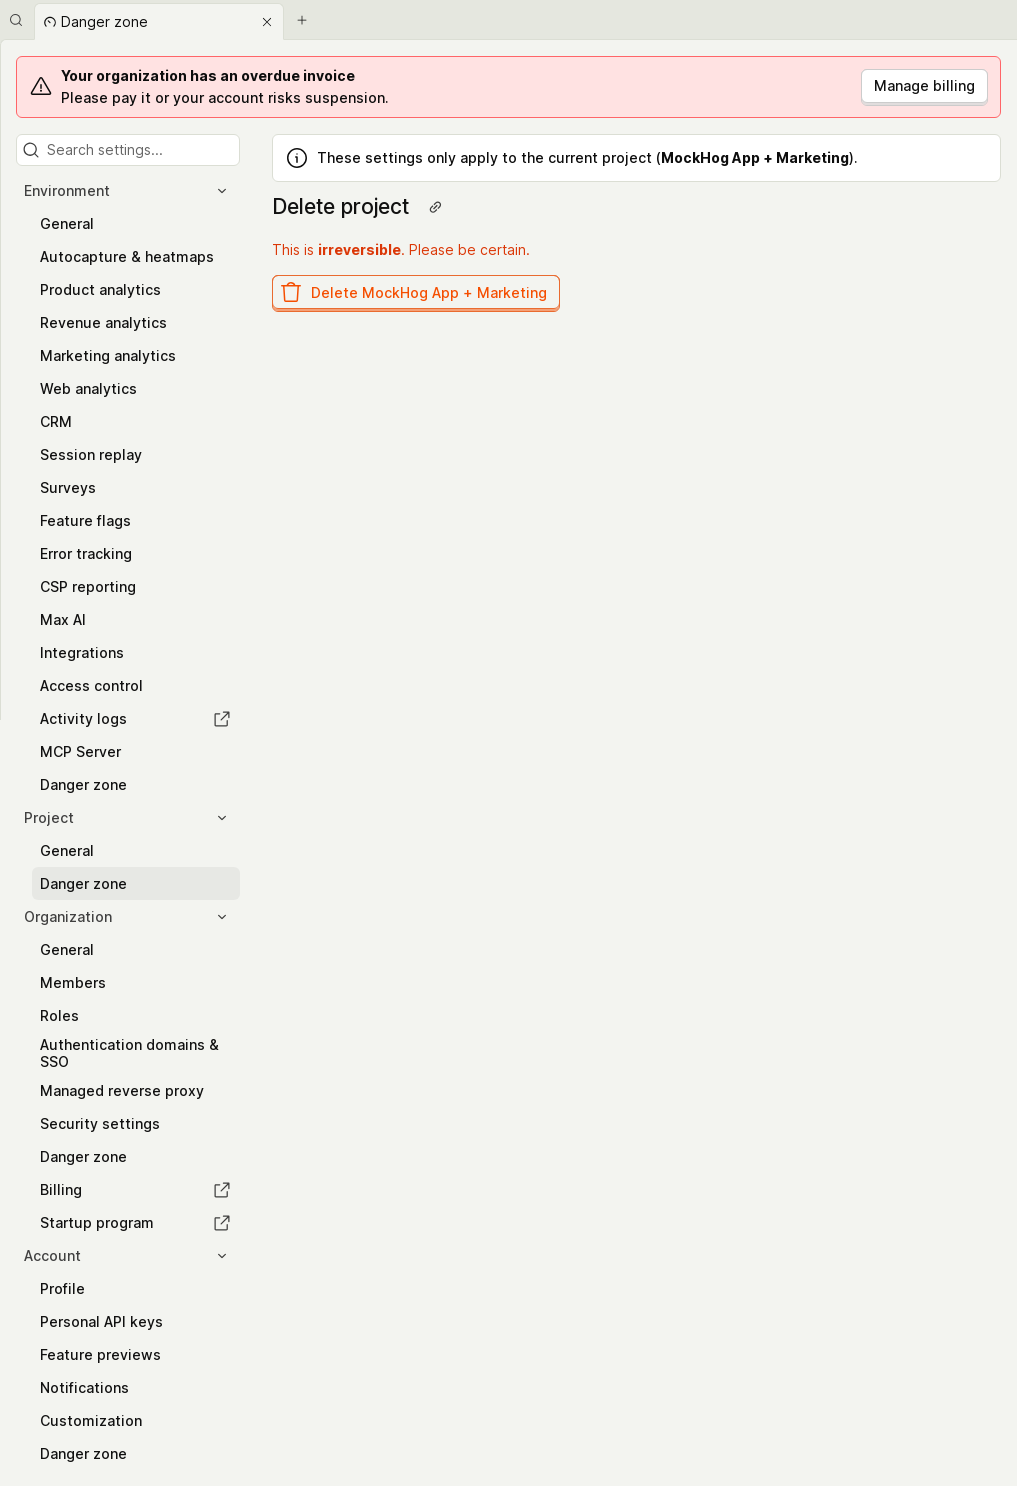 Danger zone
Your organization has an overdue invoice
Please pay it or your account risks suspension.
Manage billing
Search settings...
Environment
General
Autocapture & heatmaps
Product analytics
Revenue analytics
Marketing analytics
Web analytics
CRM
Session replay
Surveys
Feature flags
Error tracking
CSP reporting
Max AI
Integrations
Access control
Activity logs
MCP Server
Danger zone
Project
General
Danger zone
Organization
General
Members
Roles
Authentication domains &
SSO
Managed reverse proxy
Security settings
Danger zone
Billing
Startup program
Account
Profile
Personal API keys
Feature previews
Notifications
Customization
Danger zone
These settings only apply to the current project (MockHog App + Marketing).
Delete project
This is irreversible. Please be certain.
Delete MockHog App + Marketing